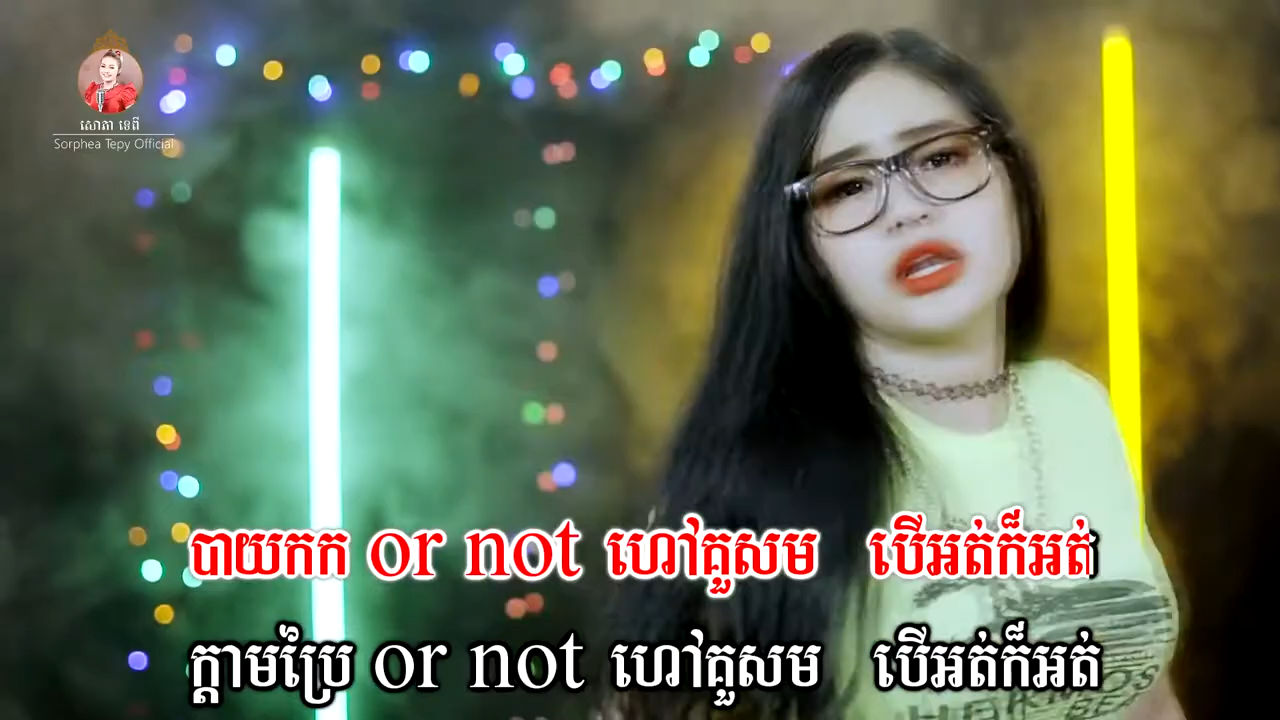 សោភា ទេពី
Sorphea Tepy Official
បាយកក or not ហៅគួសម បើអត់ក៏អត់
ក្ដាមប្រៃ or not ហៅគួសម បើអត់ក៏អត់